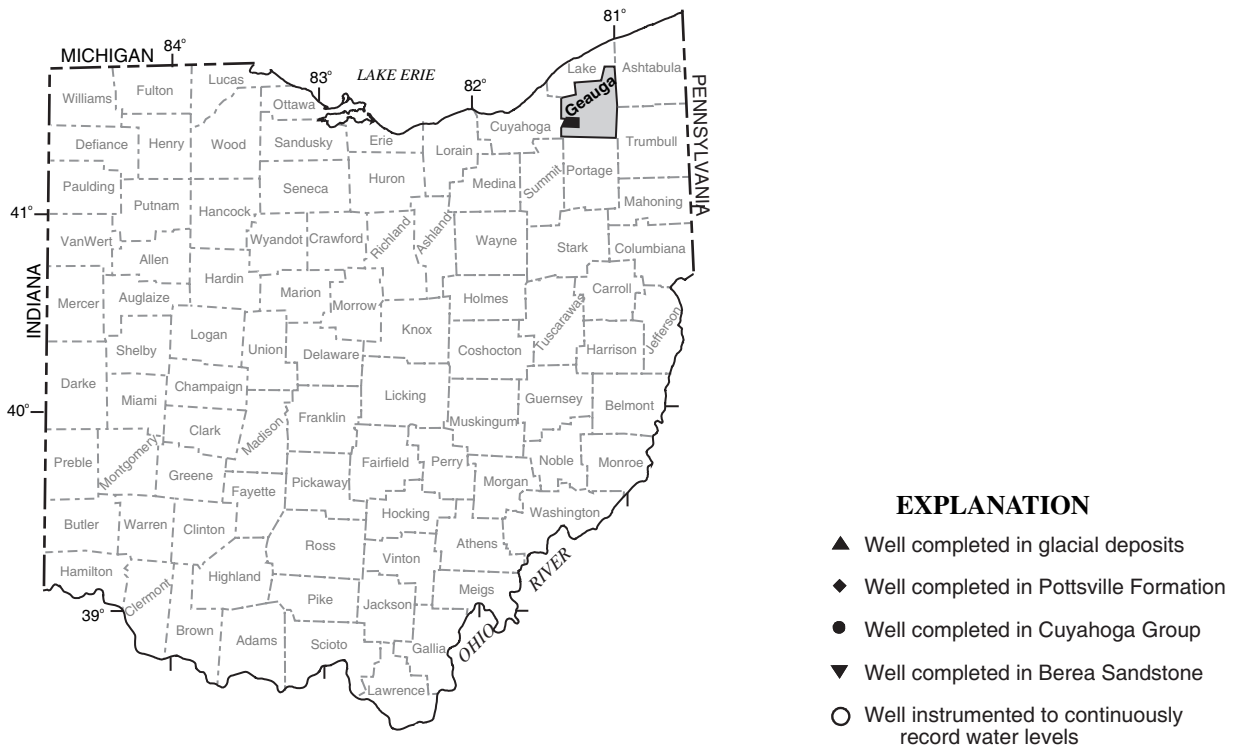 81°
MICHIGAN
84°
83°
LAKE ERIE
82°
Lake
Ashtabula
Geauga
PENNSYLVANIA
Williams
Fulton
Lucas
Ottawa
Cuyahoga
Trumbull
Defiance
Henry
Wood
Sandusky
Erie
Lorain
Medina
Summit
Portage
Paulding
Putnam
Hancock
Seneca
Huron
Mahoning
41°
VanWert
Allen
Wyandot
Crawford
Richland
Ashland
Wayne
Stark
Columbiana
INDIANA
Mercer
Auglaize
Hardin
Marion
Morrow
Holmes
Tuscarawas
Carroll
Jefferson
Logan
Union
Knox
Shelby
Delaware
Coshocton
Harrison
Darke
Miami
Champaign
Licking
Guernsey
Belmont
40°
Clark
Madison
Franklin
Muskingum
Preble
Montgomery
Greene
Fayette
Pickaway
Fairfield
Perry
Morgan
Noble
Monroe
Butler
Warren
Clinton
Hocking
Washington
Ross
Athens
Vinton
Hamilton
Clermont
Highland
Pike
Jackson
Meigs
39°
Brown
Adams
Scioto
Gallia
Lawrence
OHIO RIVER
EXPLANATION
Well completed in glacial deposits
Well completed in Pottsville Formation
Well completed in Cuyahoga Group
Well completed in Berea Sandstone
Well instrumented to continuously
record water levels